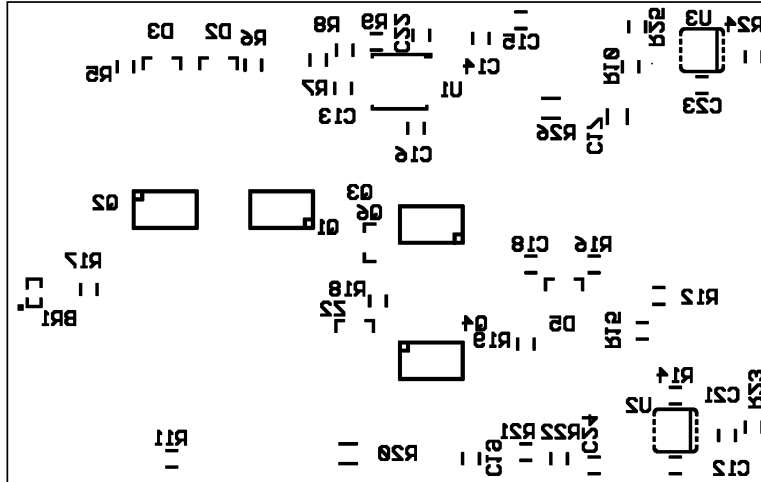 D3
D2
R6
R8
R9
C22
C15
R25
U3
R24
R5
R7
U1
C14
R10
C23
C13
C16
R26
C17
Q2
Q1
Q3
Q6
C18
R16
R17
R18
BR1
Z2
Q4
R19
D5
R15
R12
R14
U2
C21
R23
R11
R20
C19
R21
R22
C24
C12